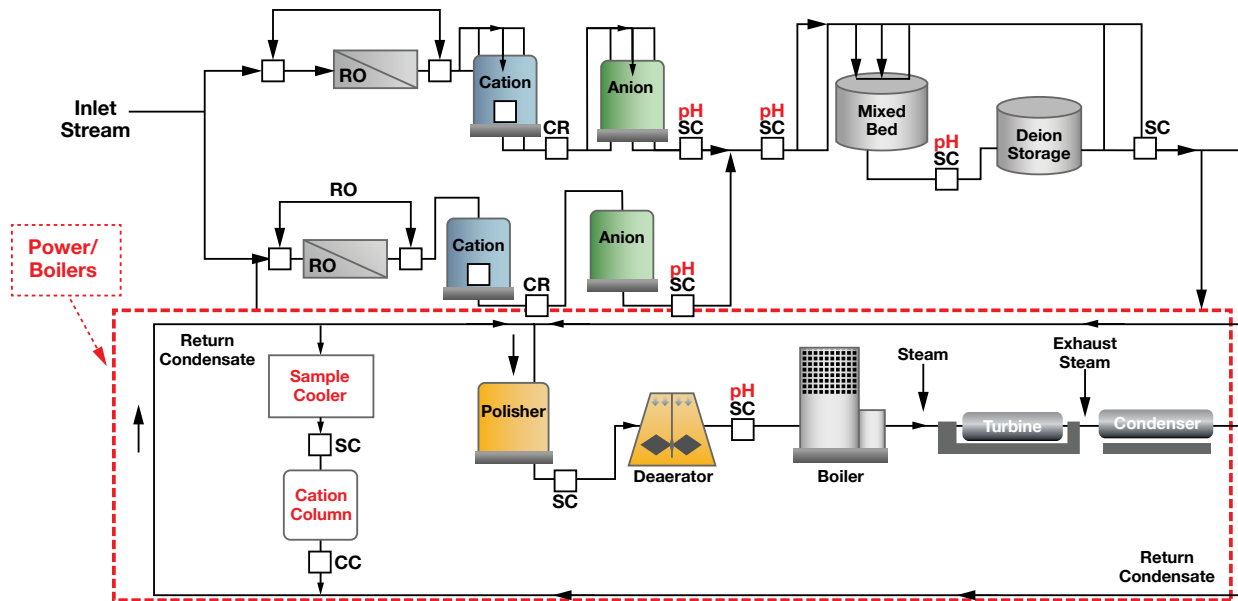 Inlet
Stream
RO
Cation
CR
Anion
pH
SC
pH
SC
Mixed
Bed
pH
SC
Deion
Storage
SC
RO
RO
Cation
CR
Anion
pH
SC
Power/
Boilers
Return
Condensate
Sample
Cooler
SC
Cation
Column
CC
Polisher
SC
Deaerator
pH
SC
Boiler
Steam
Turbine
Exhaust
Steam
Condenser
Return
Condensate